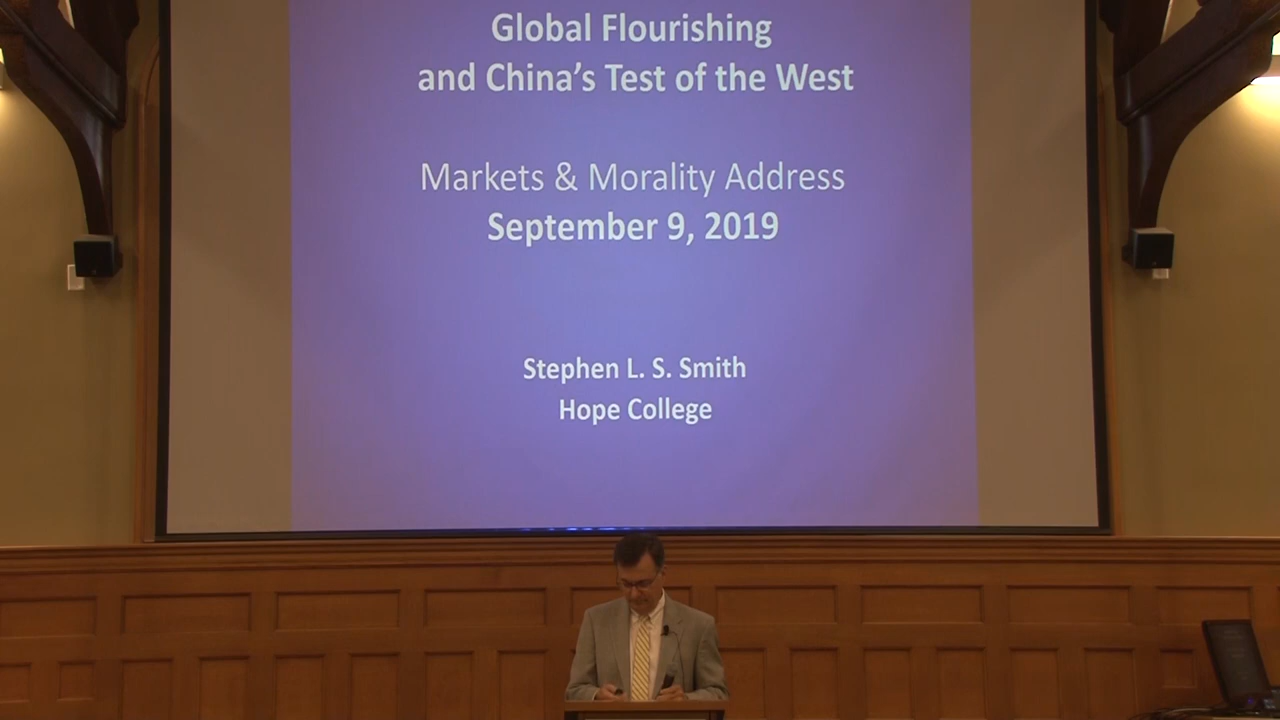 Global Flourishing
and China's Test of the West
Markets & Morality Address
September 9, 2019
Stephen L. S. Smith
Hope College